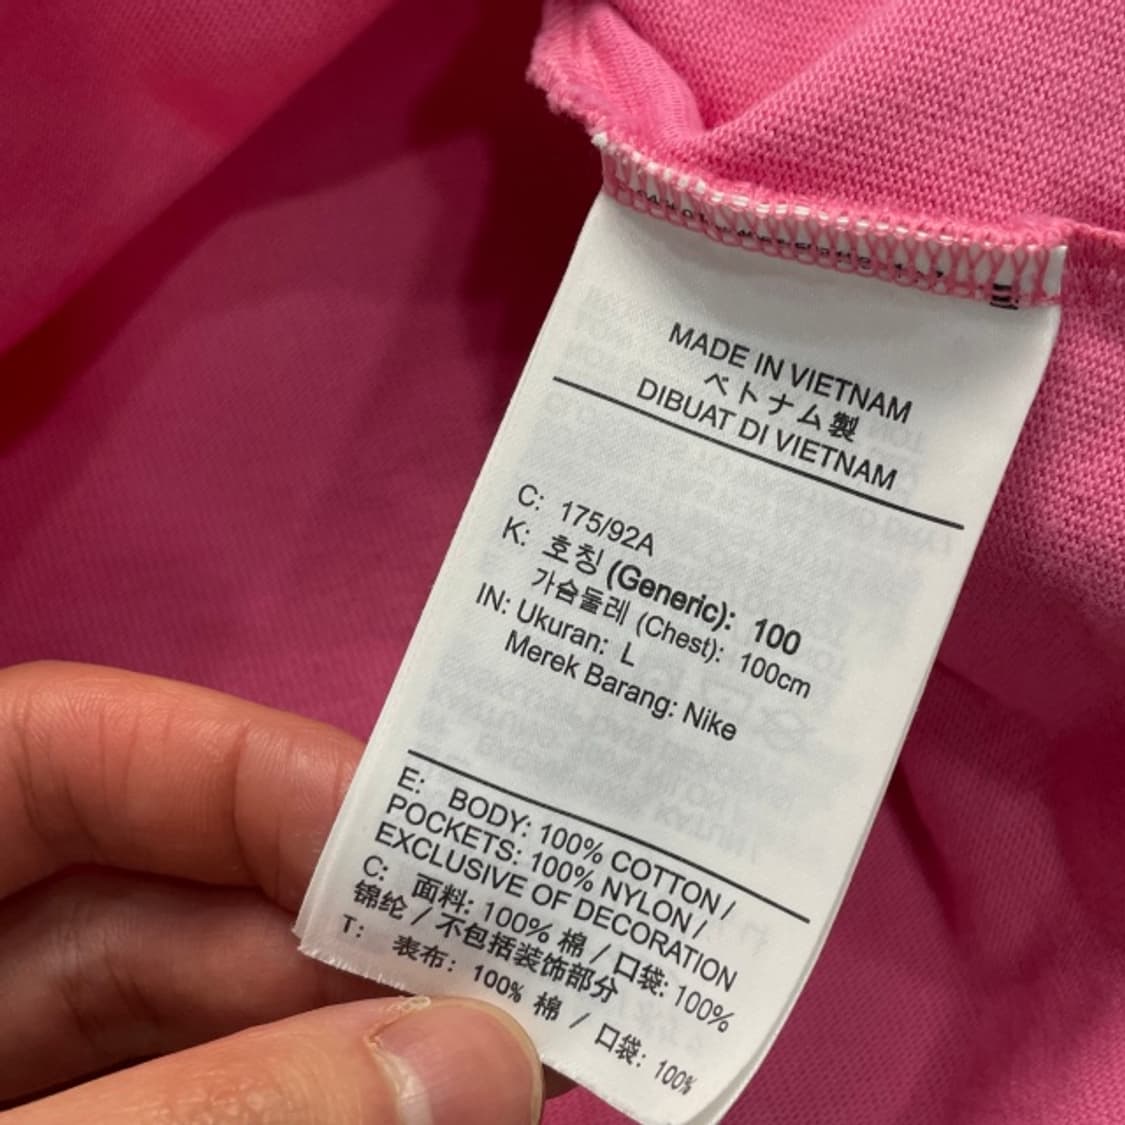 MADE IN VIETNAM
ベトナム製
DIBUAT DI VIETNAM
C: 175/92A
K: 호칭 (Generic): 100
가슴둘레 (Chest): 100cm
IN: Ukuran: L
Merek Barang: Nike
E: BODY: 100% COTTON /
POCKETS: 100% NYLON /
EXCLUSIVE OF DECORATION
C: 面料: 100% 棉 / 口袋: 100%
锦纶 / 不包括装饰部分
T: 表布: 100% 棉 / 口袋: 100%